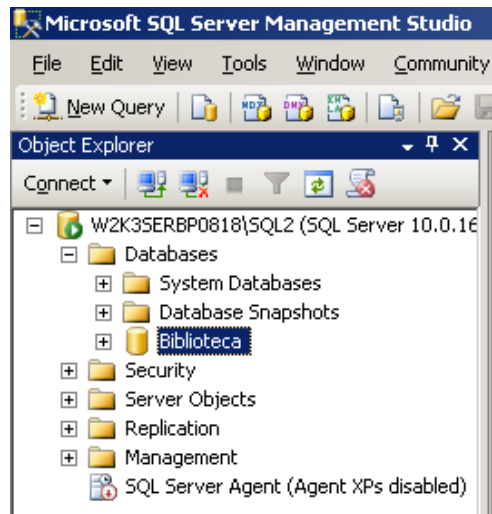 Microsoft SQL Server Management Studio
File Edit View Tools Window Community
New Query
Object Explorer
Connect
W2K3SERBP0818\SQL2 (SQL Server 10.0.16
Databases
System Databases
Database Snapshots
Biblioteca
Security
Server Objects
Replication
Management
SQL Server Agent (Agent XPs disabled)